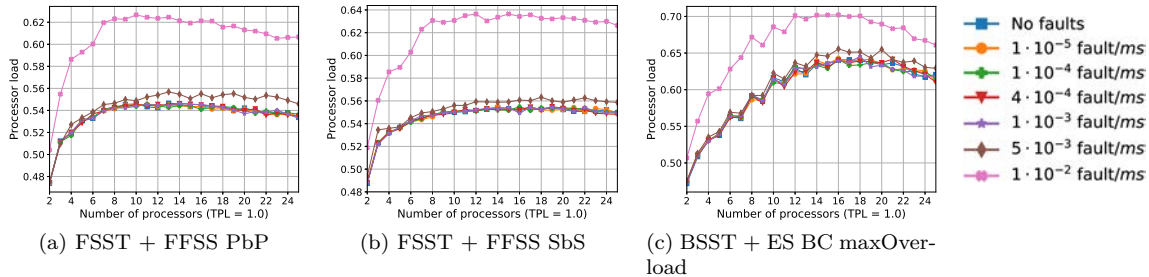 Processor load
0.62
0.60
0.58
0.56
0.54
0.52
0.50
0.48
2 4 6 8 10 12 14 16 18 20 22 24
Number of processors (TPL = 1.0)
(a) FSST + FFSS PbP
Processor load
0.64
0.62
0.60
0.58
0.56
0.54
0.52
0.50
0.48
2 4 6 8 10 12 14 16 18 20 22 24
Number of processors (TPL = 1.0)
(b) FSST + FFSS SbS
Processor load
0.70
0.65
0.60
0.55
0.50
2 4 6 8 10 12 14 16 18 20 22 24
Number of processors (TPL = 1.0)
(c) BSST + ES BC maxOver-
load
No faults
1 · 10⁻⁵ fault/ms
1 · 10⁻⁴ fault/ms
4 · 10⁻⁴ fault/ms
1 · 10⁻³ fault/ms
5 · 10⁻³ fault/ms
1 · 10⁻² fault/ms